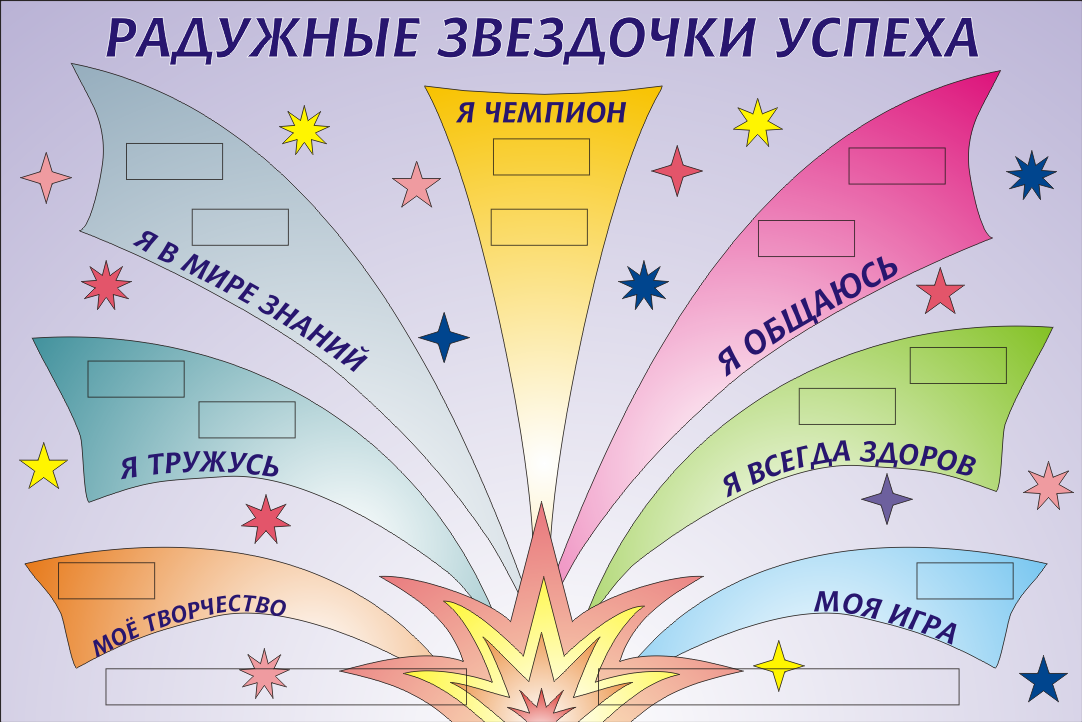 РАДУЖНЫЕ ЗВЕЗДОЧКИ УСПЕХА
Я ЧЕМПИОН
Я В МИРЕ ЗНАНИЙ
Я ОБЩАЮСЬ
Я ТРУЖУСЬ
Я ВСЕГДА ЗДОРОВ
МОЁ ТВОРЧЕСТВО
МОЯ ИГРА